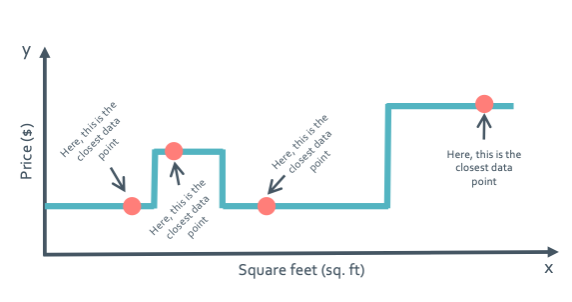 y
Price ($)
Here, this is the
closest data
point
Here, this is the
closest data
point
Here, this is the
closest data
point
Here, this is the
closest data
point
Square feet (sq. ft)
x